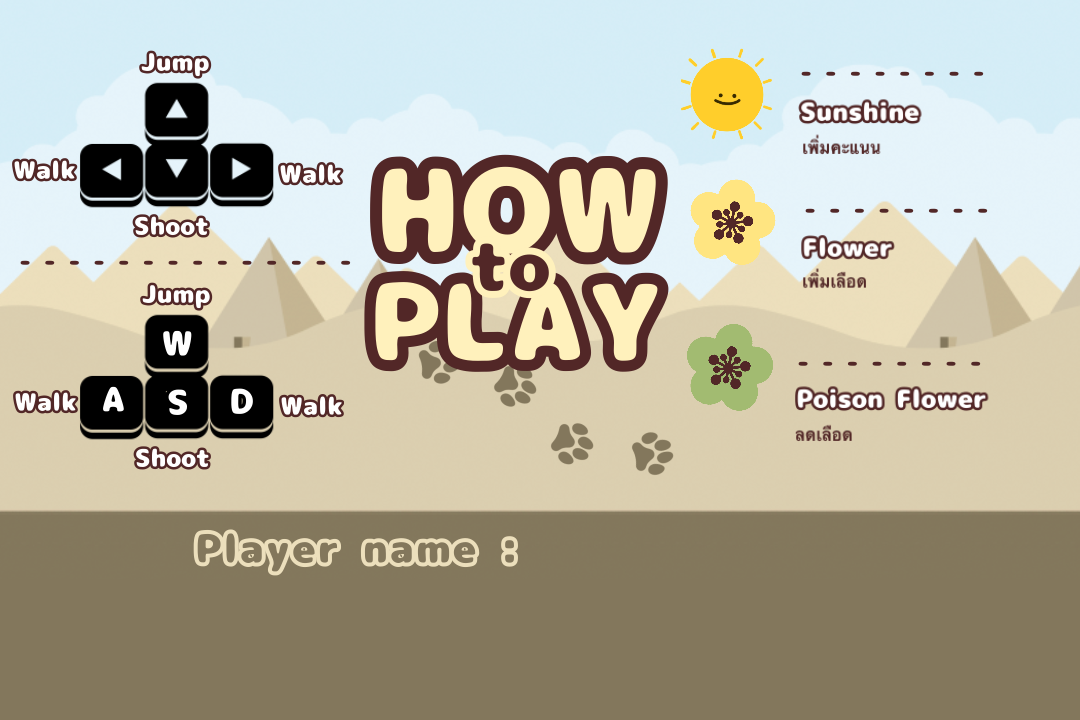 Jump
Walk
Walk
Shoot
Jump
W
Walk
A
S
D
Walk
Shoot
HOW
to
PLAY
Sunshine
เพิ่มคะแนน
Flower
เพิ่มเลือด
Poison Flower
ลดเลือด
Player name :